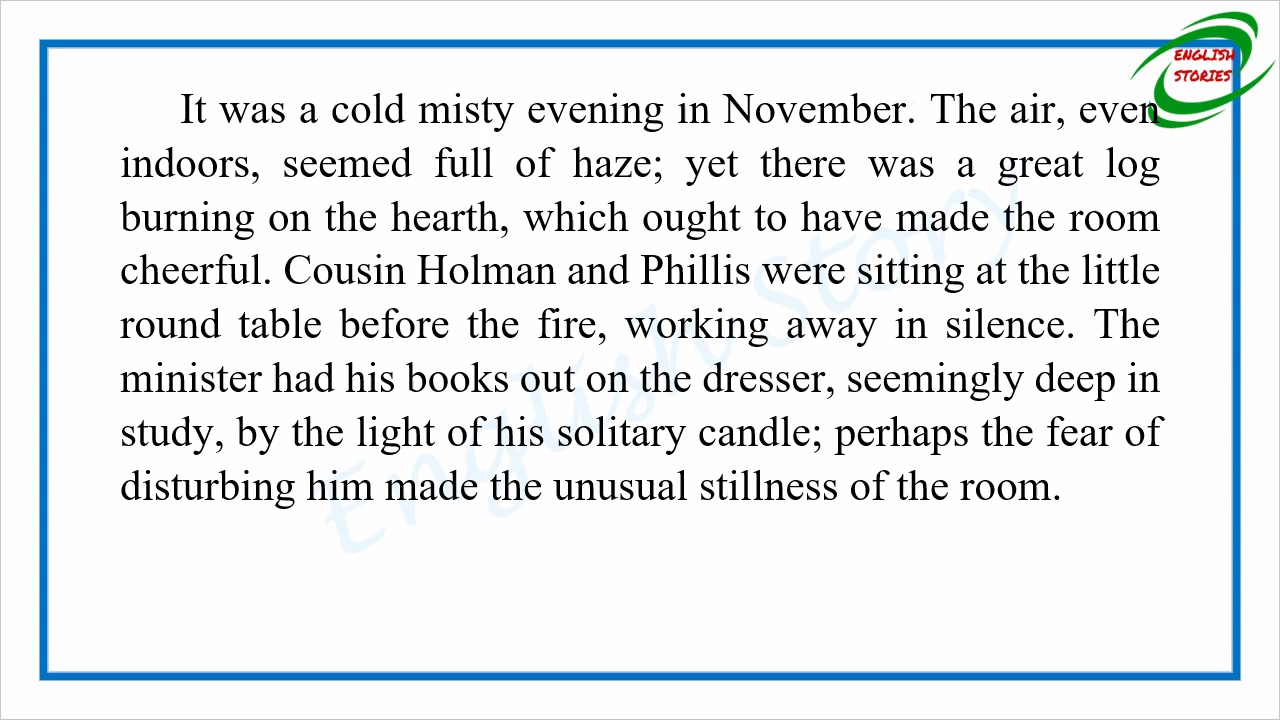 ENGLISH
STORIES
It was a cold misty evening in November. The air, even
indoors, seemed full of haze; yet there was a great log
burning on the hearth, which ought to have made the room
cheerful. Cousin Holman and Phillis were sitting at the little
round table before the fire, working away in silence. The
minister had his books out on the dresser, seemingly deep in
study, by the light of his solitary candle; perhaps the fear of
disturbing him made the unusual stillness of the room.
English Story